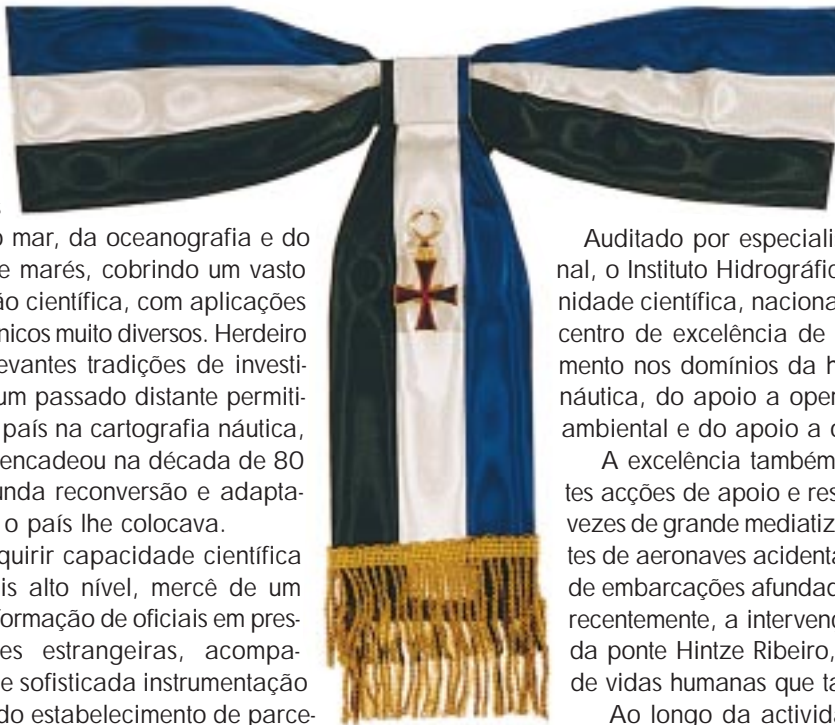 o mar, da oceanografia e do
e marés, cobrindo um vasto
ão científica, com aplicações
nicos muito diversos. Herdeiro
evantes tradições de investi-
um passado distante permiti-
país na cartografia náutica,
encadeou na década de 80
unda reconversão e adapta-
o país lhe colocava.
quirir capacidade científica
is alto nível, mercê de um
formação de oficiais em pres-
es estrangeiras, acompa-
e sofisticada instrumentação
do estabelecimento de parce-
Auditado por especiali
nal, o Instituto Hidrográfic
nidade científica, naciona
centro de excelência de
mento nos domínios da h
náutica, do apoio a oper
ambiental e do apoio a o
A excelência também
tes acções de apoio e res
vezes de grande mediatiz
tes de aeronaves acidenta
de embarcações afundac
recentemente, a intervenc
da ponte Hintze Ribeiro,
de vidas humanas que ta
Ao longo da activida